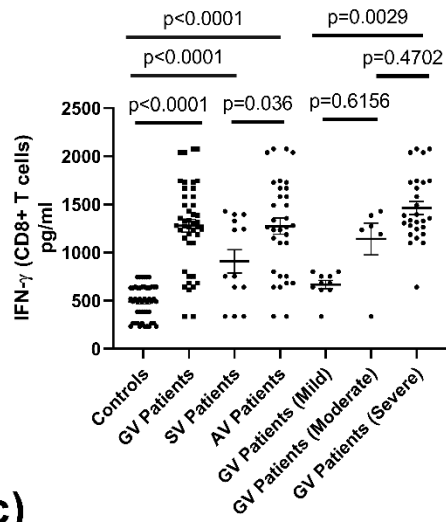 p<0.0001
p=0.0029
p<0.0001
p=0.4702
p<0.0001
p=0.036
p=0.6156
IFN-γ (CD8+ T cells)
pg/ml
2500
2000
1500
1000
500
0
Controls
GV Patients
SV Patients
AV Patients
GV Patients (Mild)
GV Patients (Moderate)
GV Patients (Severe)
c)